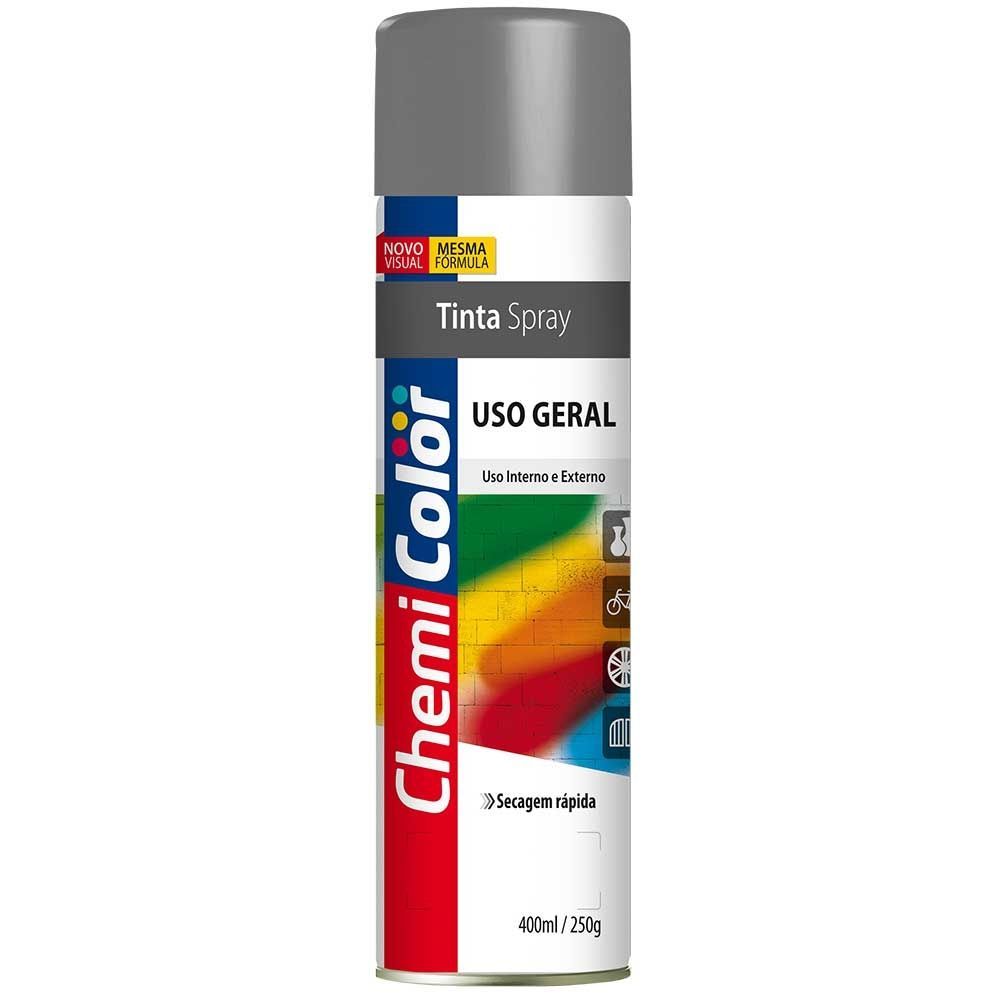 NOVO
VISUAL
MESMA
FÓRMULA
Tinta Spray
ChemiColor
USO GERAL
Uso Interno e Externo
Secagem rápida
400ml / 250g